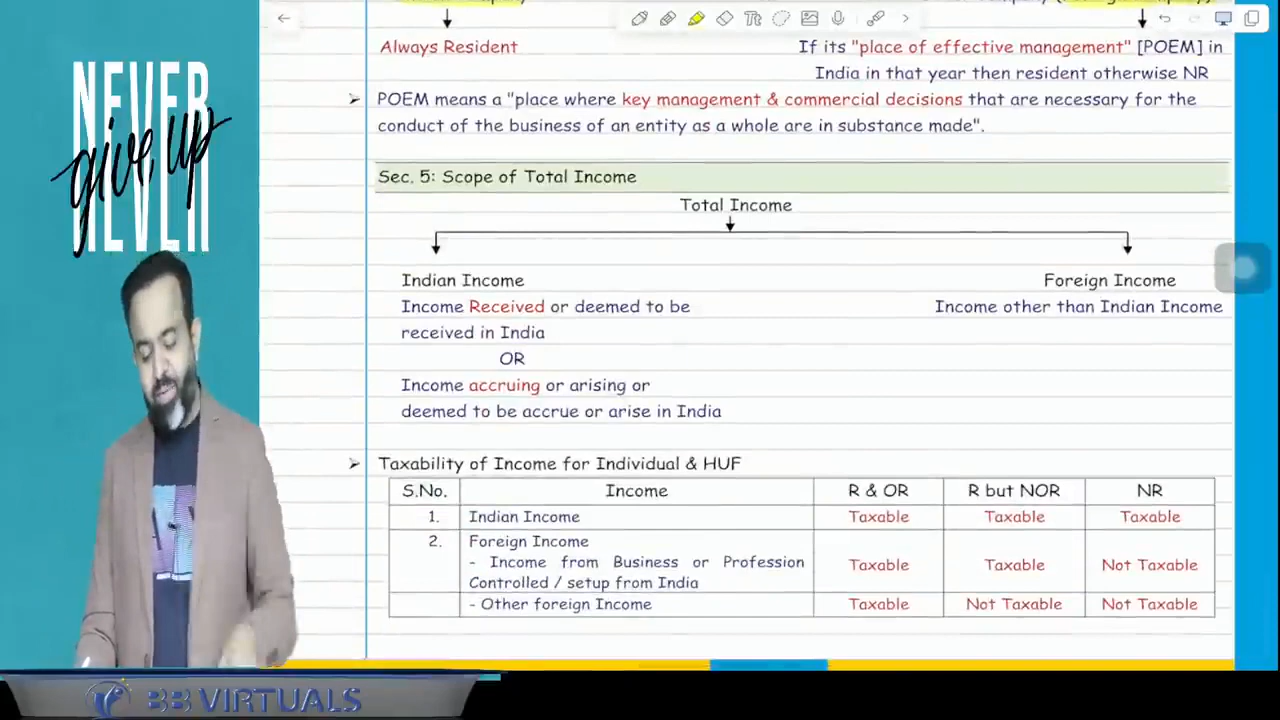 Always Resident
If its "place of effective management" [POEM] in
India in that year then resident otherwise NR
➤ POEM means a "place where key management & commercial decisions that are necessary for the
conduct of the business of an entity as a whole are in substance made".
Sec. 5: Scope of Total Income
Total Income
Indian Income
Foreign Income
Income Received or deemed to be
Income other than Indian Income
received in India
OR
Income accruing or arising or
deemed to be accrue or arise in India
➤ Taxability of Income for Individual & HUF
S.No. Income R & OR R but NOR NR
1. Indian Income Taxable Taxable Taxable
2. Foreign Income
- Income from Business or Profession
Controlled / setup from India Taxable Taxable Not Taxable
- Other foreign Income Taxable Not Taxable Not Taxable
NEVER
give up
NEVER
BB VIRTUALS